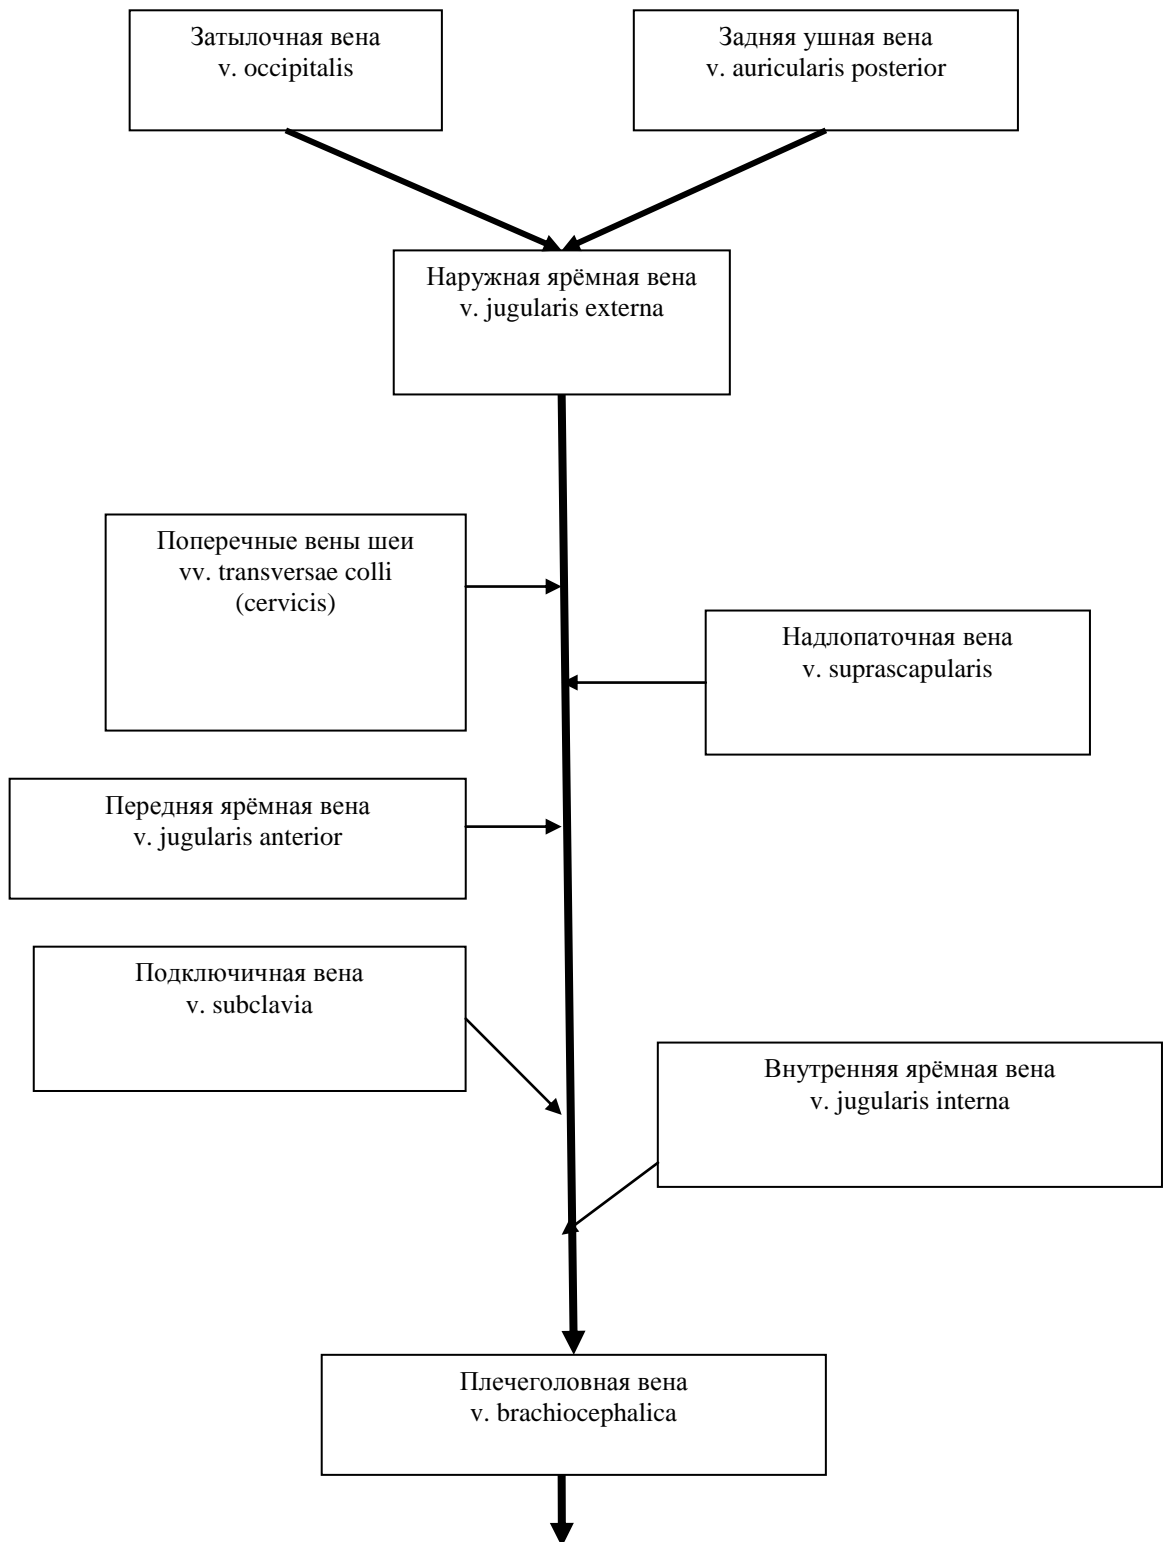 Затылочная вена
v. occipitalis
Задняя ушная вена
v. auricularis posterior
Наружная ярёмная вена
v. jugularis externa
Поперечные вены шеи
vv. transversae colli
(cervicis)
Надлопаточная вена
v. suprascapularis
Передняя ярёмная вена
v. jugularis anterior
Подключичная вена
v. subclavia
Внутренняя ярёмная вена
v. jugularis interna
Плечеголовная вена
v. brachiocephalica